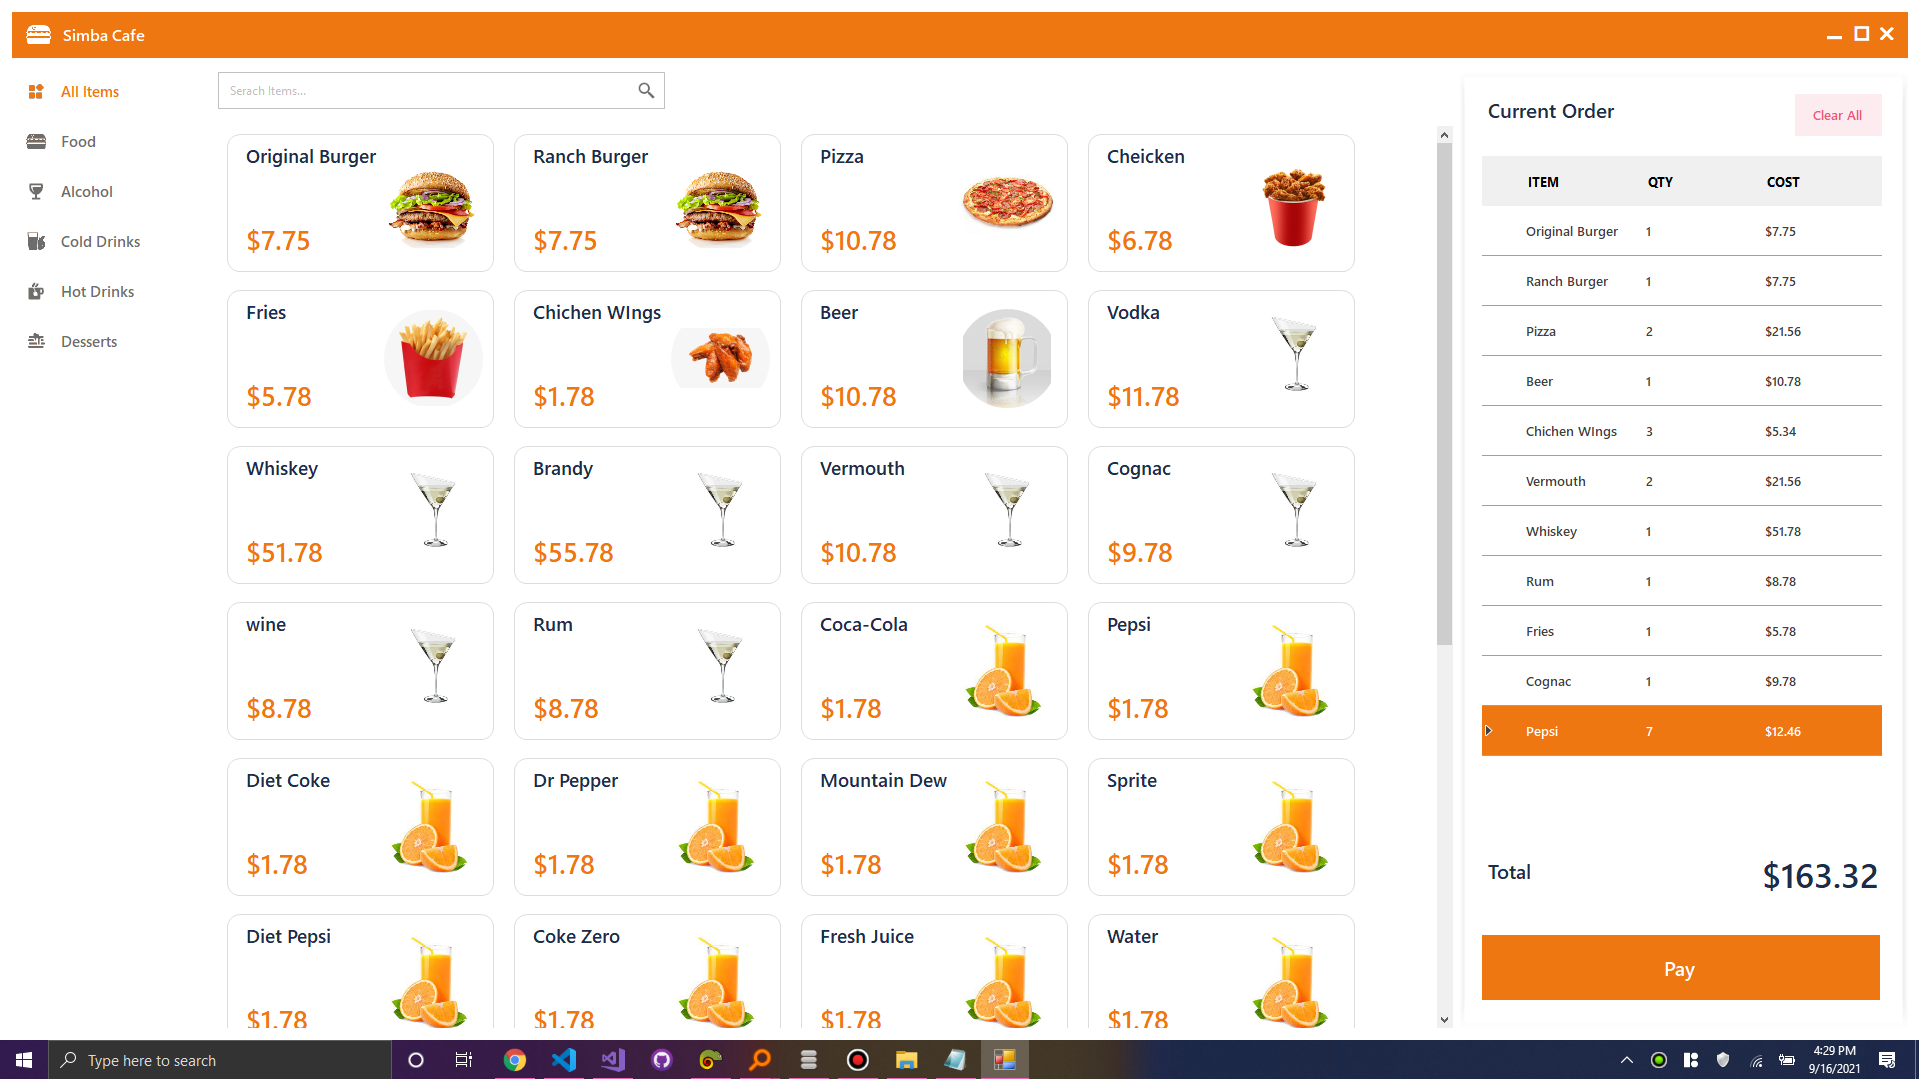 Simba Cafe
All Items
Food
Alcohol
Cold Drinks
Hot Drinks
Desserts
Serach Items...
Original Burger
$7.75
Ranch Burger
$7.75
Pizza
$10.78
Cheicken
$6.78
Fries
$5.78
Chichen WIngs
$1.78
Beer
$10.78
Vodka
$11.78
Whiskey
$51.78
Brandy
$55.78
Vermouth
$10.78
Cognac
$9.78
wine
$8.78
Rum
$8.78
Coca-Cola
$1.78
Pepsi
$1.78
Diet Coke
$1.78
Dr Pepper
$1.78
Mountain Dew
$1.78
Sprite
$1.78
Diet Pepsi
$1.78
Coke Zero
$1.78
Fresh Juice
$1.78
Water
$1.78
Current Order
Clear All
ITEM QTY COST
Original Burger 1 $7.75
Ranch Burger 1 $7.75
Pizza 2 $21.56
Beer 1 $10.78
Chichen WIngs 3 $5.34
Vermouth 2 $21.56
Whiskey 1 $51.78
Rum 1 $8.78
Fries 1 $5.78
Cognac 1 $9.78
Pepsi 7 $12.46
Total $163.32
Pay
Type here to search
4:29 PM
9/16/2021